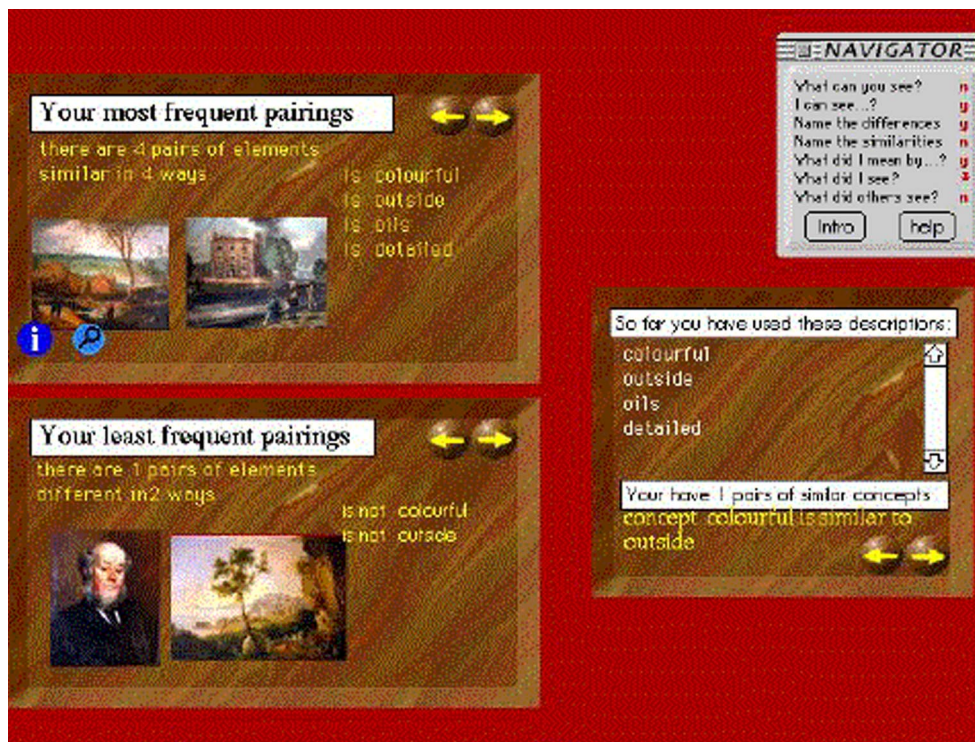 Your most frequent pairings
there are 4 pairs of elements
similar in 4 ways
is colourful
is outside
is oils
is detailed
i
Your least frequent pairings
there are 1 pairs of elements
different in2 ways
is not colourful
is not outside
NAVIGATOR
What can you see? n
I can see...? y
Name the differences y
Name the similarities n
What did I mean by...? y
What did I see?
What did others see? n
Intro help
So far you have used these descriptions:
colourful
outside
oils
detailed
Your have 1 pairs of similar concepts
concept colourful is similar to
outside